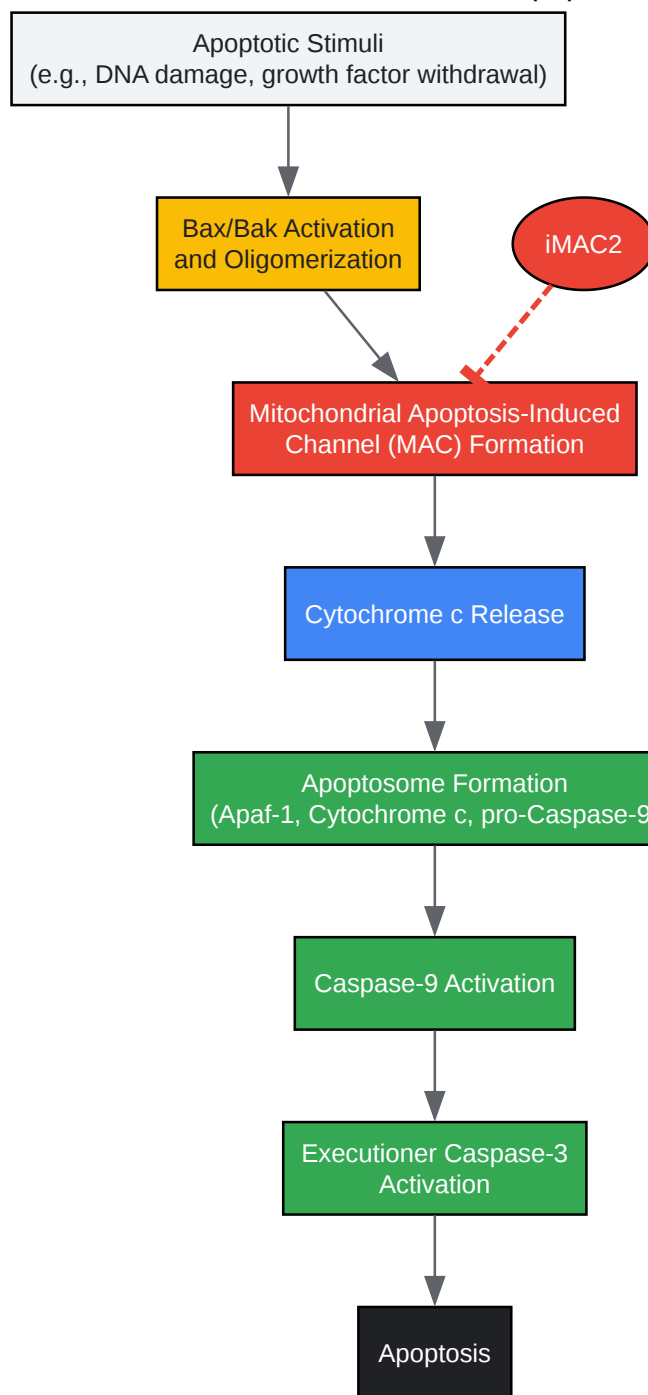 Apoptotic Stimuli
(e.g., DNA damage, growth factor withdrawal)
Bax/Bak Activation
and Oligomerization
iMAC2
Mitochondrial Apoptosis-Induced
Channel (MAC) Formation
Cytochrome c Release
Apoptosome Formation
(Apaf-1, Cytochrome c, pro-Caspase-9
Caspase-9 Activation
Executioner Caspase-3
Activation
Apoptosis